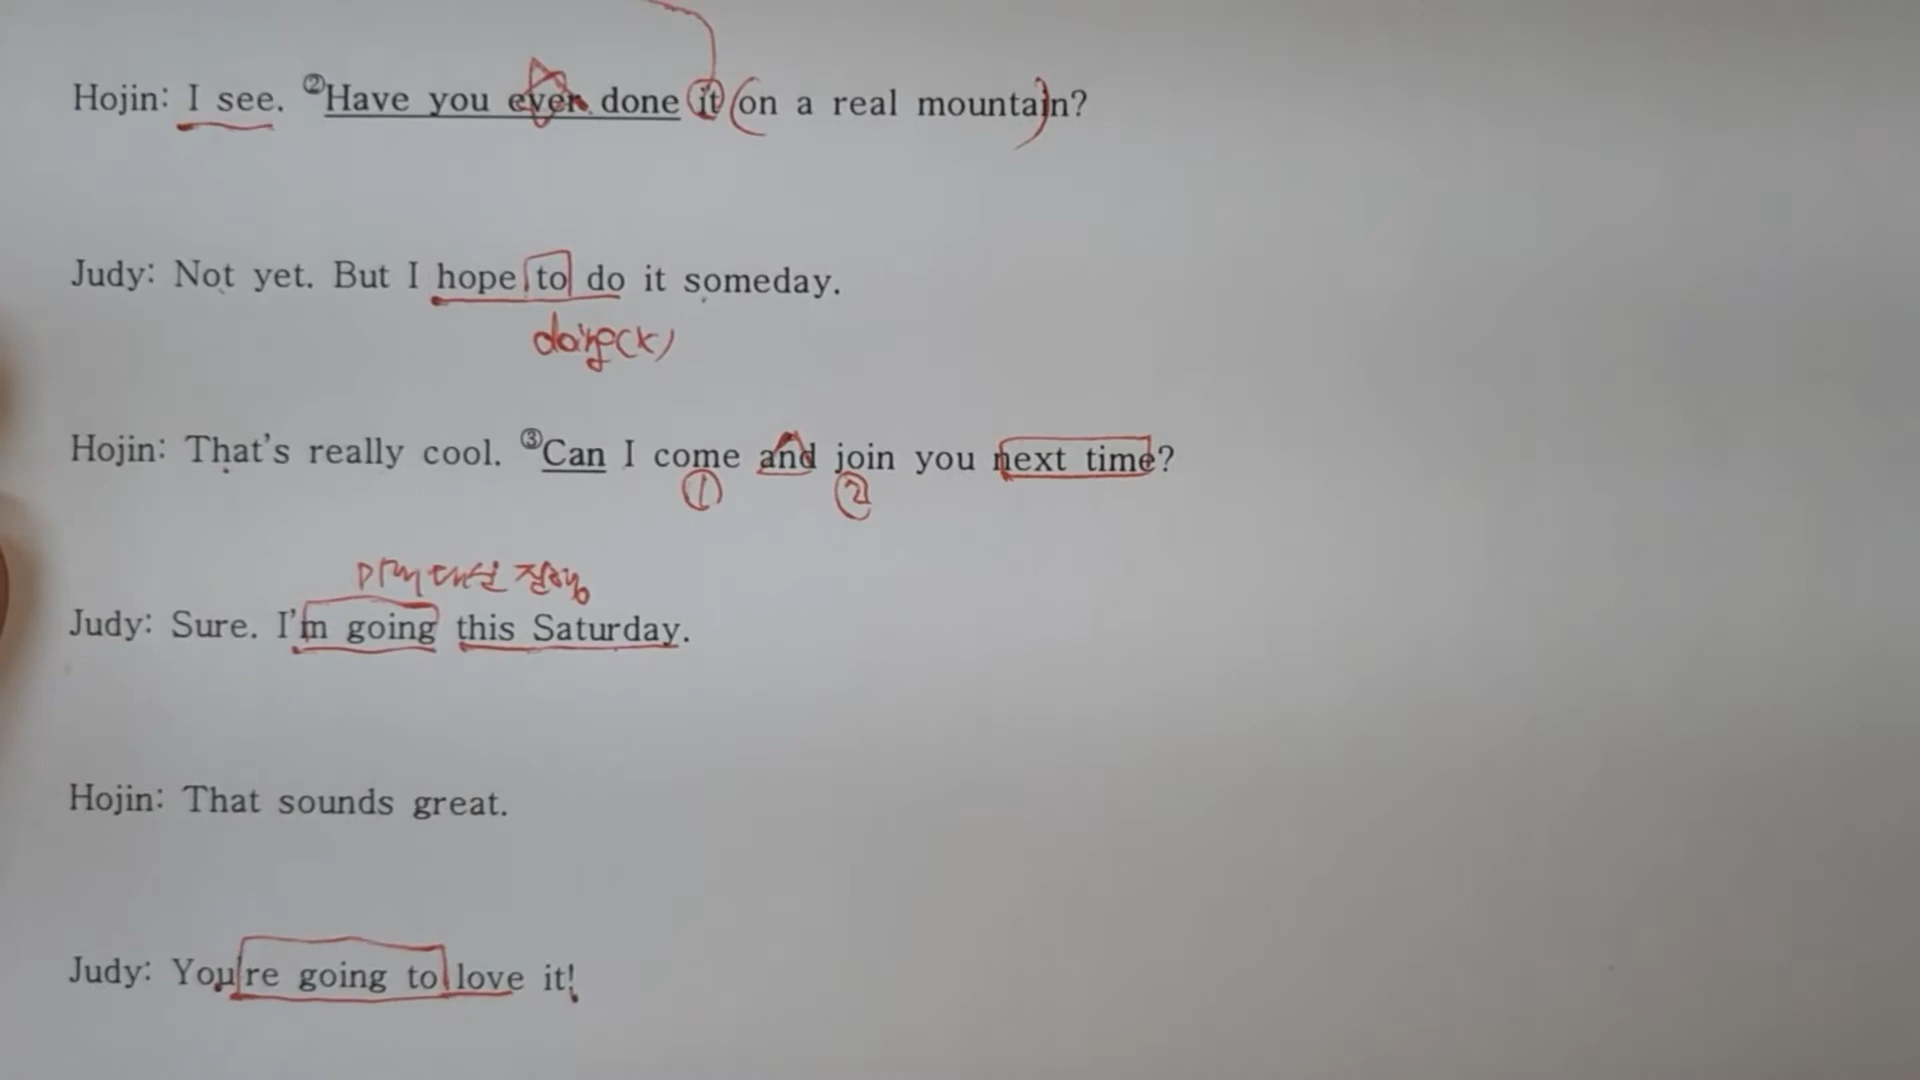 Hojin: I see. ②Have you ever done it on a real mountain?
Judy: Not yet. But I hope to do it someday.
doing(x)
Hojin: That's really cool. ③Can I come and join you next time?
① ②
미래 대신 진행
Judy: Sure. I'm going this Saturday.
Hojin: That sounds great.
Judy: You're going to love it!